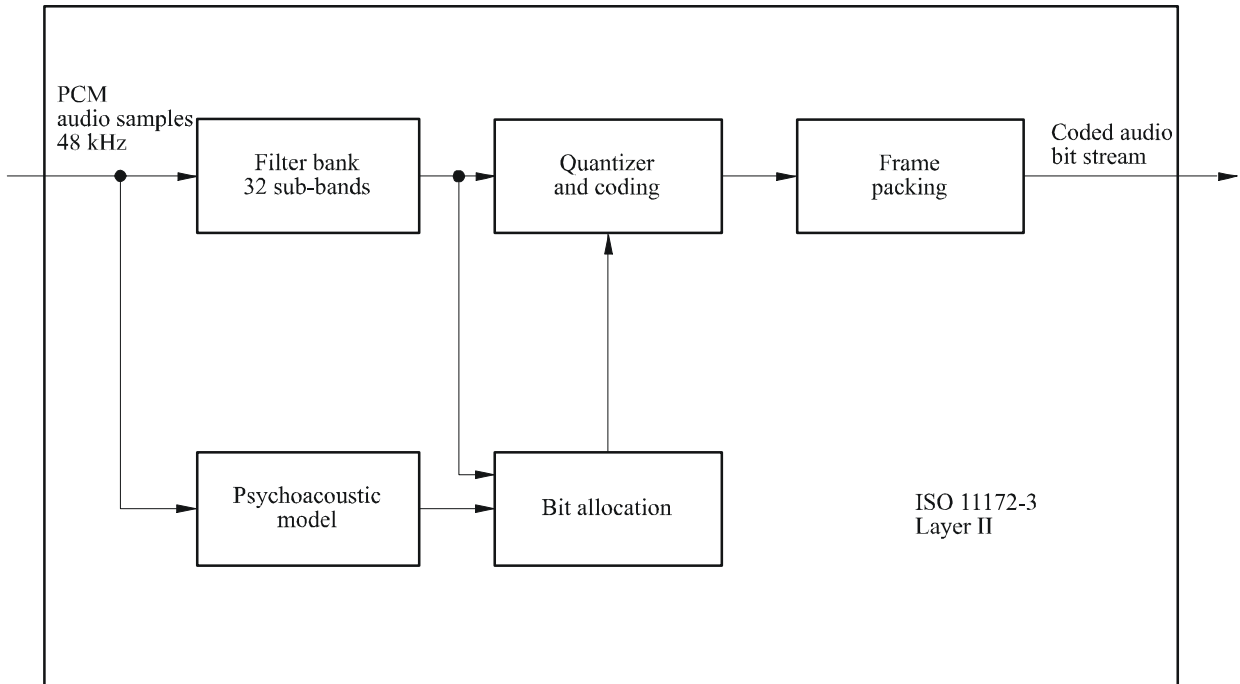 PCM
audio samples
48 kHz
Filter bank
32 sub-bands
Quantizer
and coding
Frame
packing
Coded audio
bit stream
Psychoacoustic
model
Bit allocation
ISO 11172-3
Layer II